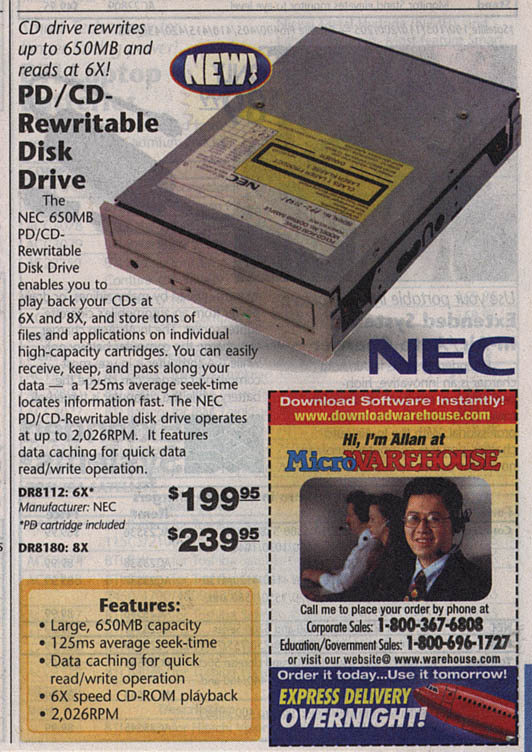 CD drive rewrites
up to 650MB and
reads at 6X!
NEW!
PD/CD-
Rewritable
Disk
Drive
The
NEC 650MB
PD/CD-
Rewritable
Disk Drive
enables you to
play back your CDs at
6X and 8X, and store tons of
files and applications on individual
high-capacity cartridges. You can easily
receive, keep, and pass along your
data — a 125ms average seek-time
locates information fast. The NEC
PD/CD-Rewritable disk drive operates
at up to 2,026RPM. It features
data caching for quick data
read/write operation.
DR8112: 6X* $199.95
Manufacturer: NEC
*PD cartridge included
DR8180: 8X $239.95
Features:
• Large, 650MB capacity
• 125ms average seek-time
• Data caching for quick
read/write operation
• 6X speed CD-ROM playback
• 2,026RPM
CLASS 1 LASER PRODUCT
NEC
NEC
Download Software Instantly!
www.downloadwarehouse.com
Hi, I'm Allan at
MicroWAREHOUSE
Call me to place your order by phone at
Corporate Sales: 1-800-367-6808
Education/Government Sales: 1-800-696-1727
or visit our website@ www.warehouse.com
Order it today...Use it tomorrow!
EXPRESS DELIVERY
OVERNIGHT!